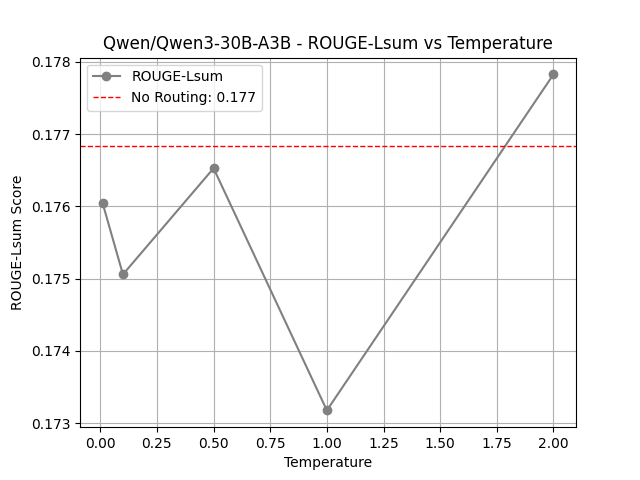 Qwen/Qwen3-30B-A3B - ROUGE-Lsum vs Temperature
ROUGE-Lsum
No Routing: 0.177
ROUGE-Lsum Score
0.178
0.177
0.176
0.175
0.174
0.173
0.00 0.25 0.50 0.75 1.00 1.25 1.50 1.75 2.00
Temperature